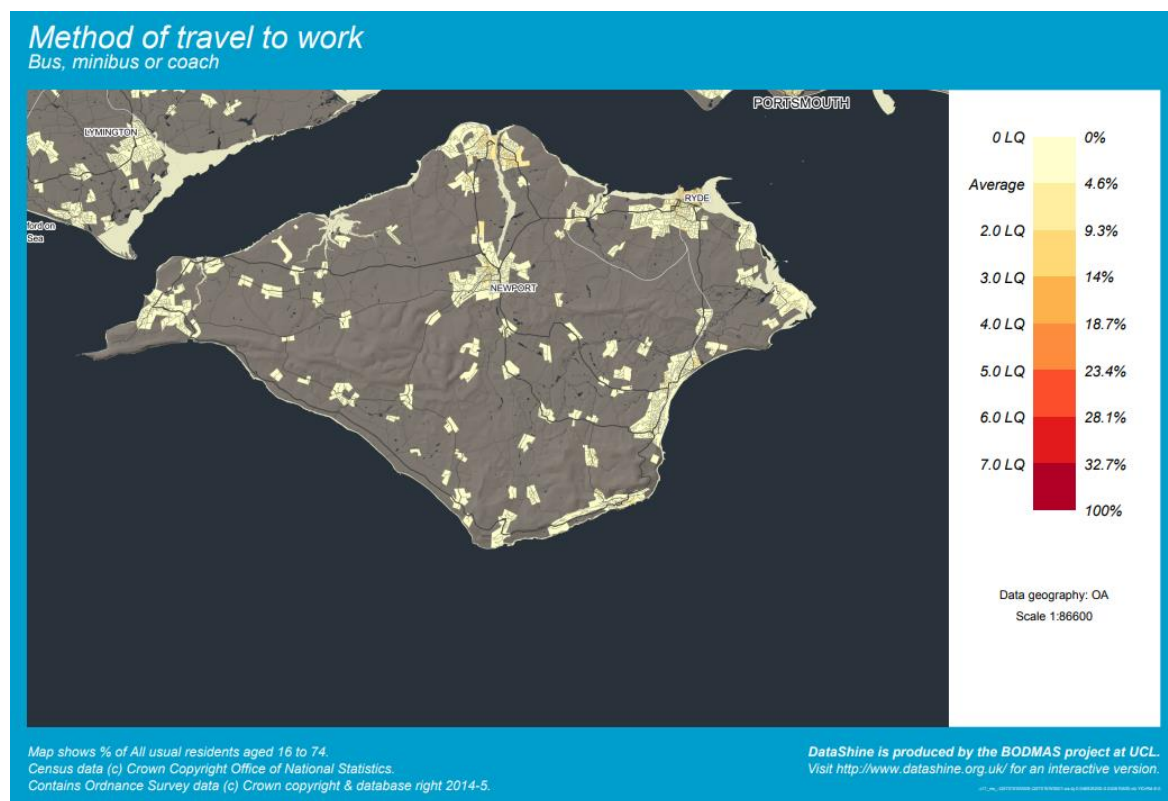 Method of travel to work
Bus, minibus or coach
PORTSMOUTH
LYMINGTON
RYDE
ford on
Sea
NEWPORT
0 LQ 0%
Average 4.6%
2.0 LQ 9.3%
3.0 LQ 14%
4.0 LQ 18.7%
5.0 LQ 23.4%
6.0 LQ 28.1%
7.0 LQ 32.7%
100%
Data geography: OA
Scale 1:86600
Map shows % of All usual residents aged 16 to 74.
Census data (c) Crown Copyright Office of National Statistics.
Contains Ordnance Survey data (c) Crown copyright & database right 2014-5.
DataShine is produced by the BODMAS project at UCL.
Visit http://www.datashine.org.uk/ for an interactive version.